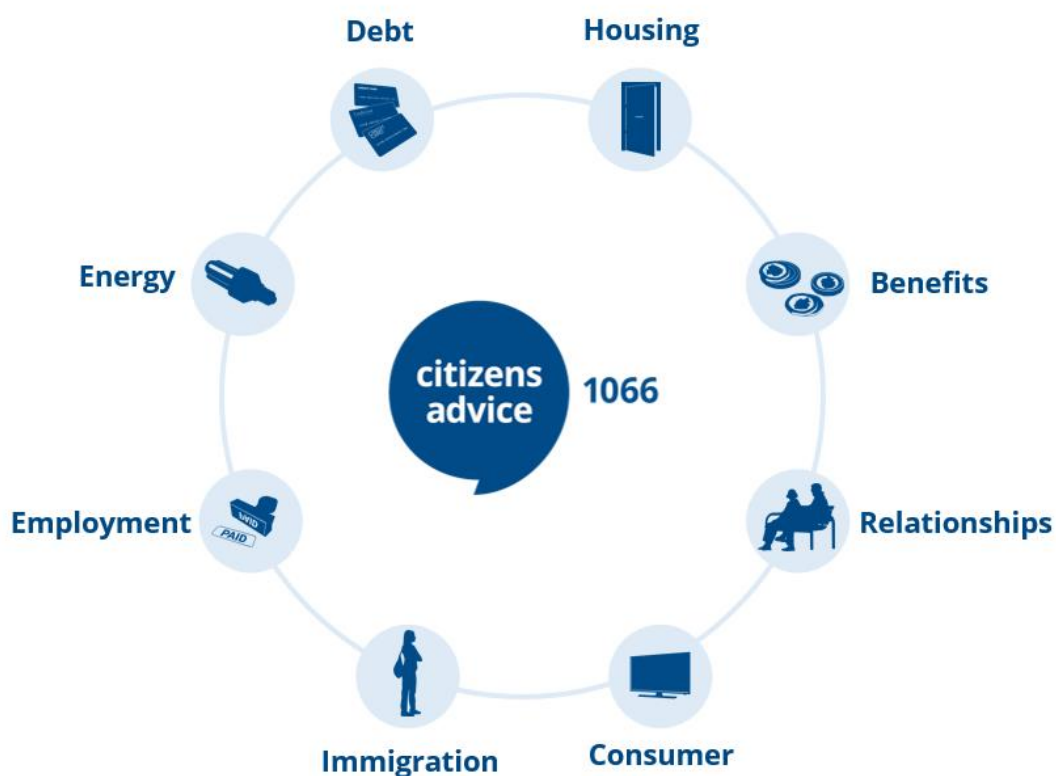 Debt
Housing
Energy
Benefits
citizens
advice
1066
Employment
PAID
Relationships
Immigration
Consumer